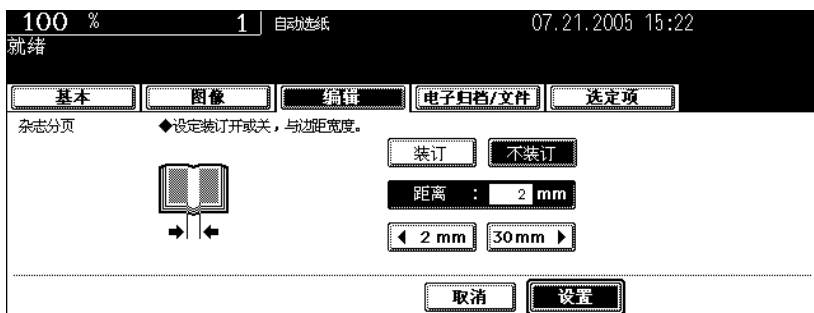 100 % 1 自动选纸 07.21.2005 15:22
就绪
基本 图像 编辑 电子归档/文件 选定项
杂志分页 ◆设定装订开或关，与边距宽度。
装订 不装订
距离 : 2 mm
◀ 2 mm 30 mm ▶
取消 设置